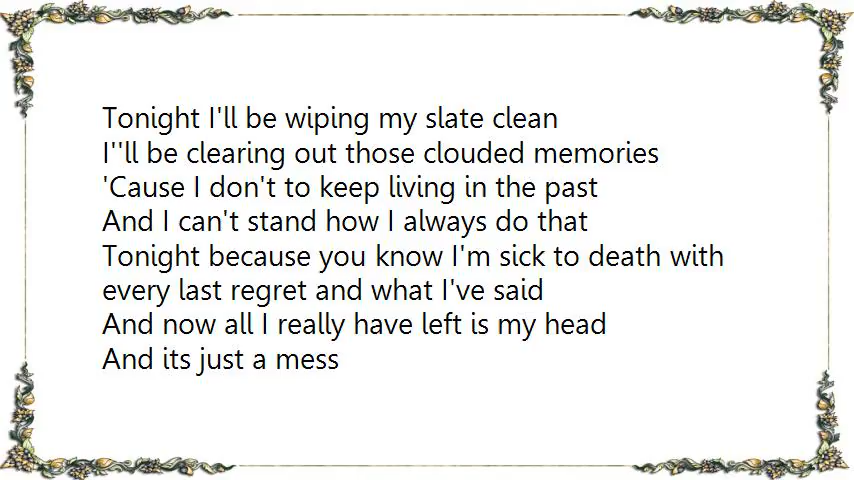 Tonight I'll be wiping my slate clean
I''ll be clearing out those clouded memories
'Cause I don't to keep living in the past
And I can't stand how I always do that
Tonight because you know I'm sick to death with
every last regret and what I've said
And now all I really have left is my head
And its just a mess